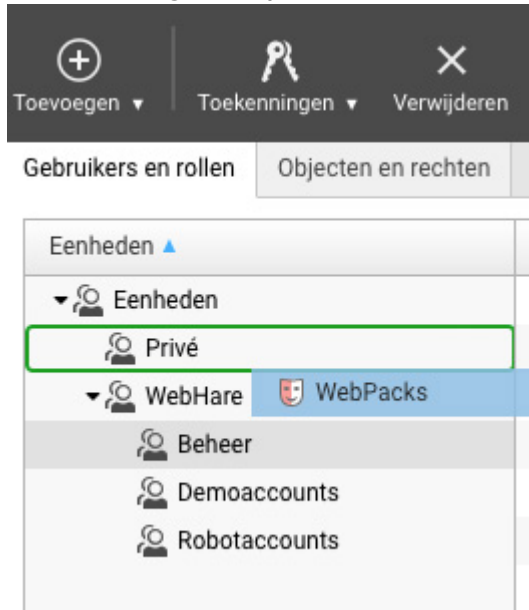 Toevoegen ▼ Toekenningen ▼ Verwijderen
Gebruikers en rollen Objecten en rechten
Eenheden ▲
Eenheden
Privé
WebHare WebPacks
Beheer
Demoaccounts
Robotaccounts